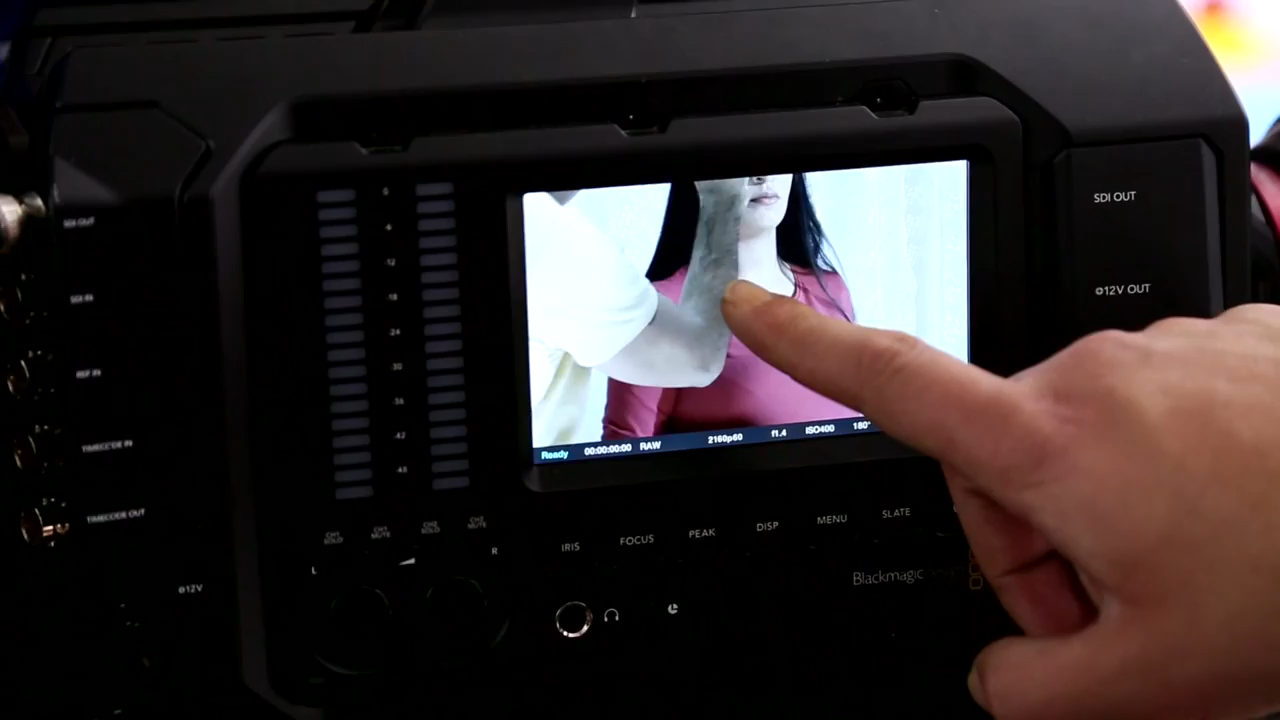 SDI OUT
SDI IN
REF IN
TIMECODE IN
TIMECODE OUT
12V
6
-6
-12
-18
-24
-30
-36
-42
-48
CH1 SOLO
CH1 MUTE
CH2 SOLO
CH2 MUTE
L
R
Ready 00:00:00:00 RAW 2160p60 f1.4 ISO400 180°
IRIS FOCUS PEAK DISP MENU SLATE
Blackmagic
SDI OUT
12V OUT